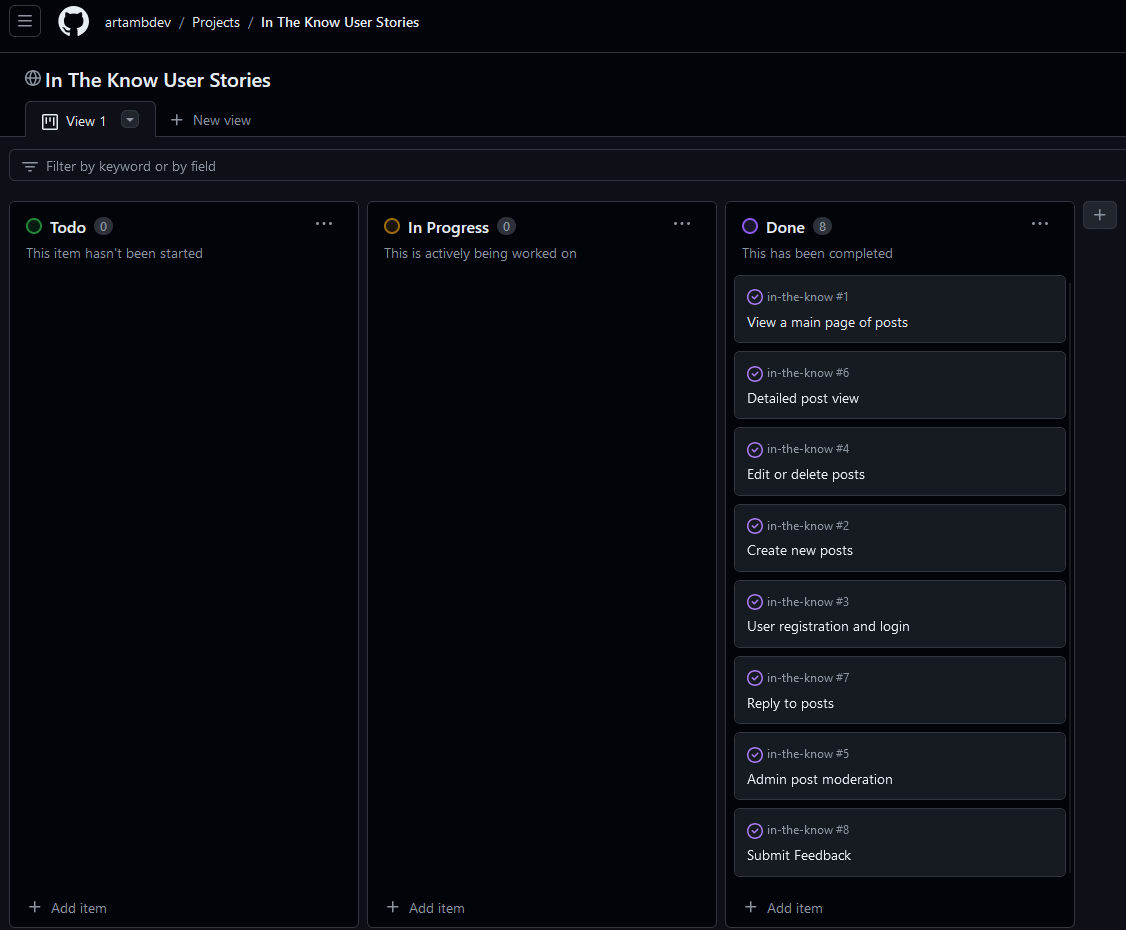 artambdev / Projects / In The Know User Stories
In The Know User Stories
View 1
New view
Filter by keyword or by field
Todo 0
This item hasn't been started
Add item
In Progress 0
This is actively being worked on
Add item
Done 8
This has been completed
in-the-know #1
View a main page of posts
in-the-know #6
Detailed post view
in-the-know #4
Edit or delete posts
in-the-know #2
Create new posts
in-the-know #3
User registration and login
in-the-know #7
Reply to posts
in-the-know #5
Admin post moderation
in-the-know #8
Submit Feedback
Add item